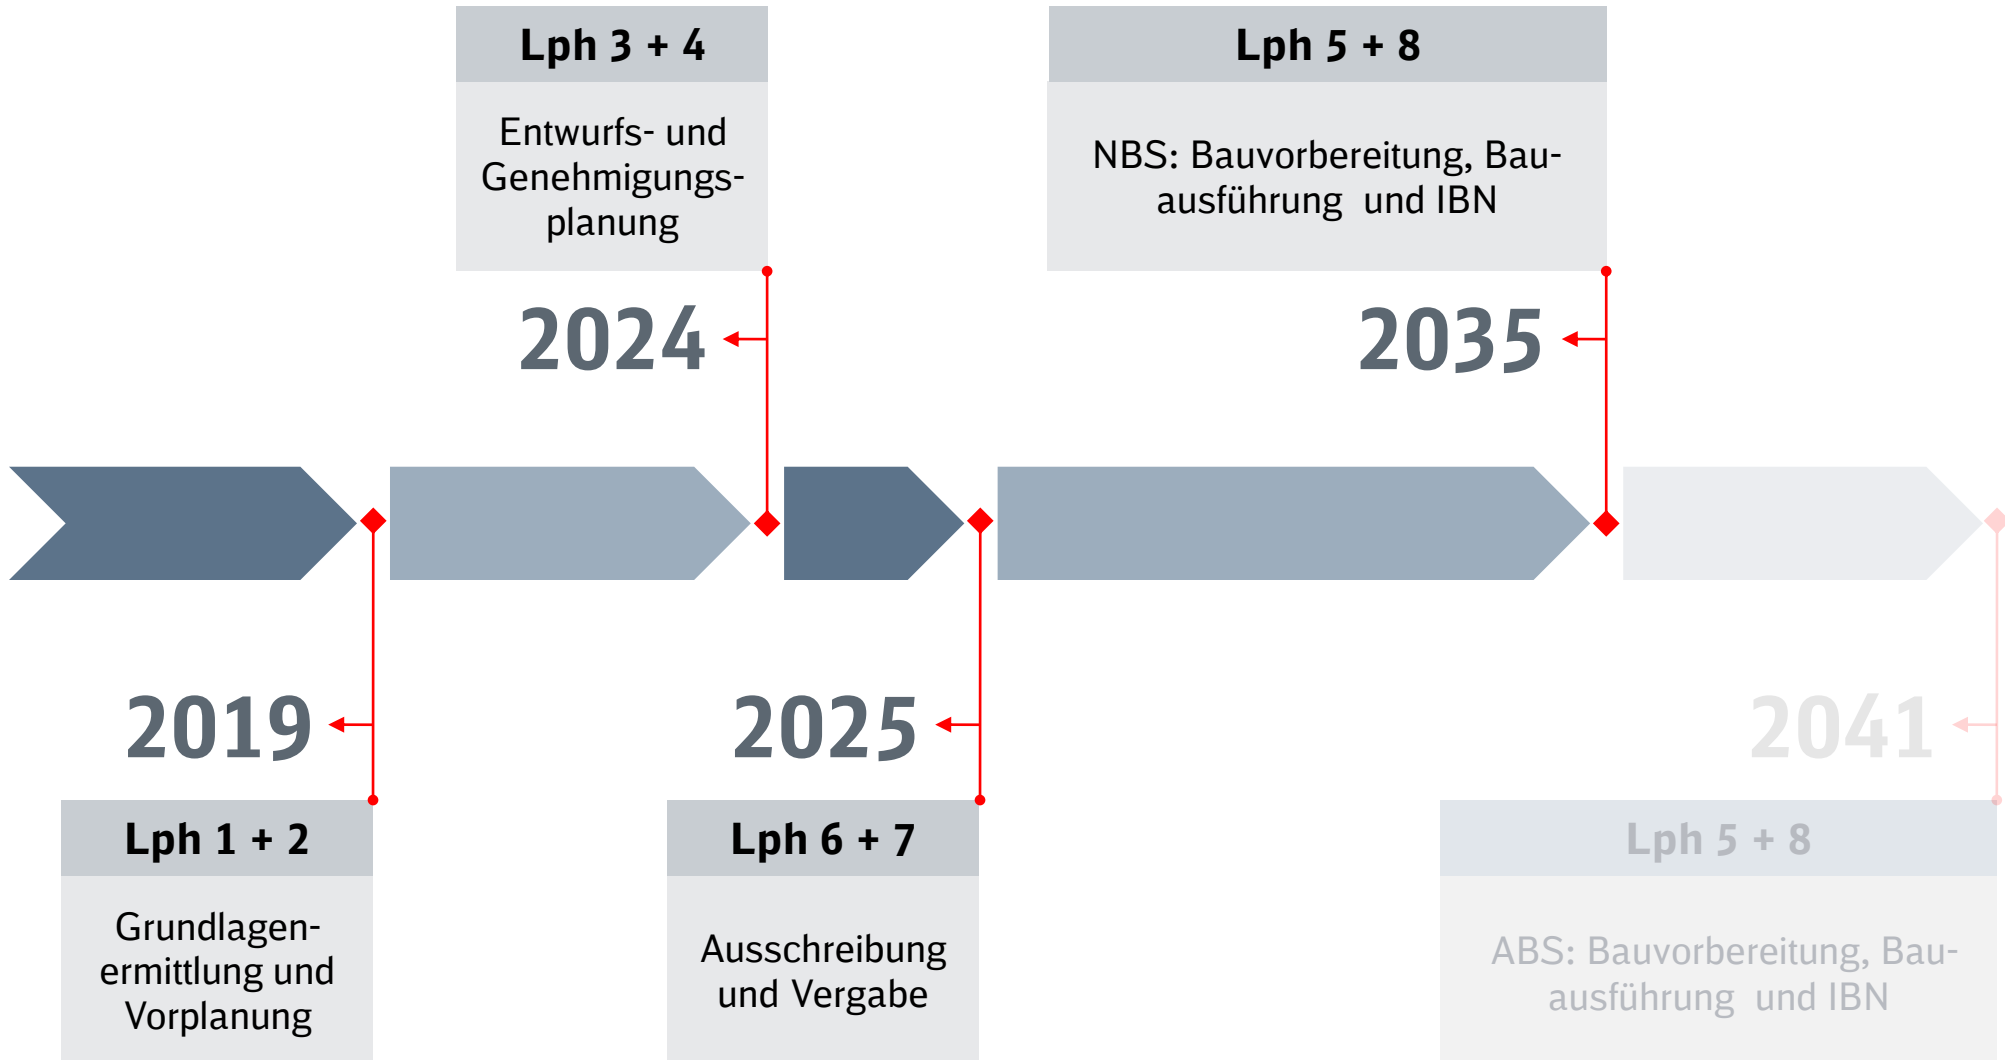 Lph 3 + 4
Entwurfs- und
Genehmigungs-
planung
2024
Lph 5 + 8
NBS: Bauvorbereitung, Bau-
ausführung und IBN
2035
2019
Lph 1 + 2
Grundlagen-
ermittlung und
Vorplanung
2025
Lph 6 + 7
Ausschreibung
und Vergabe
2041
Lph 5 + 8
ABS: Bauvorbereitung, Bau-
ausführung und IBN